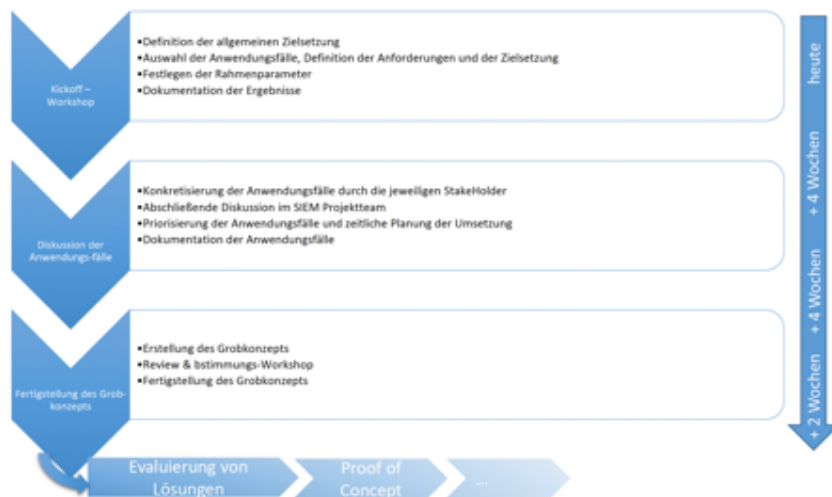 Kickoff –
Workshop
▪Definition der allgemeinen Zielsetzung
▪Auswahl der Anwendungsfälle, Definition der Anforderungen und der Zielsetzung
▪Festlegen der Rahmenparameter
▪Dokumentation der Ergebnisse
Diskussion der
Anwendungs-fälle
▪Konkretisierung der Anwendungsfälle durch die jeweiligen StakeHolder
▪Abschließende Diskussion im SIEM Projektteam
▪Priorisierung der Anwendungsfälle und zeitliche Planung der Umsetzung
▪Dokumentation der Anwendungsfälle
Fertigstellung des Grob-
konzepts
▪Erstellung des Grobkonzepts
▪Review & bstimmungs-Workshop
▪Fertigstellung des Grobkonzepts
heute
+ 4 Wochen
+ 4 Wochen
+ 2 Wochen
Evaluierung von
Lösungen
Proof of
Concept
...